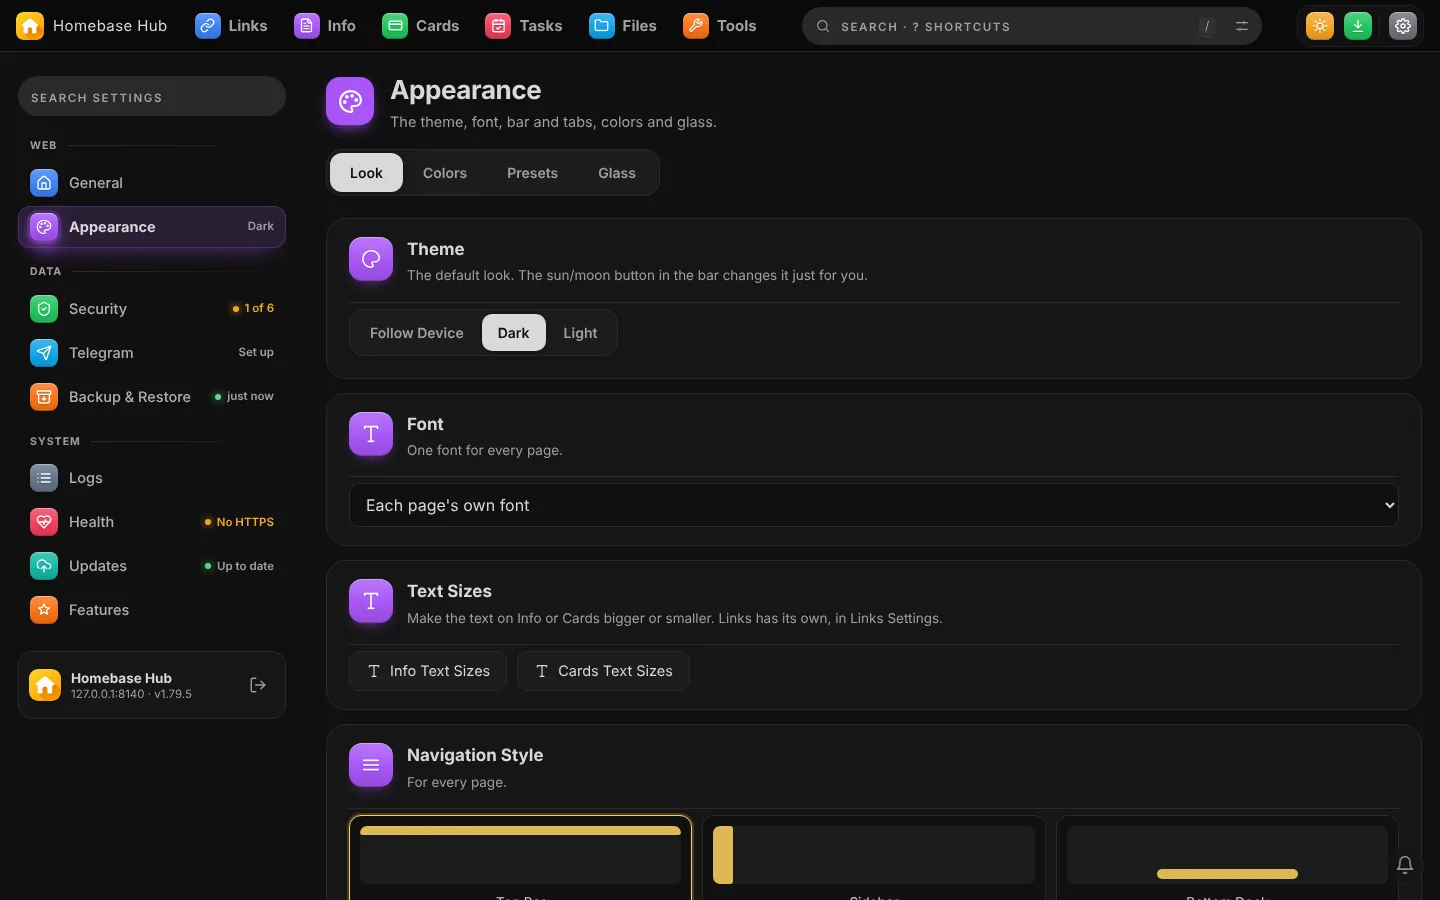 Homebase Hub
Links
Info
Cards
Tasks
Files
Tools
SEARCH · ? SHORTCUTS
/
SEARCH SETTINGS
WEB
General
Appearance
Dark
DATA
Security
1 of 6
Telegram
Set up
Backup & Restore
just now
SYSTEM
Logs
Health
No HTTPS
Updates
Up to date
Features
Homebase Hub
127.0.0.1:8140 · v1.79.5
Appearance
The theme, font, bar and tabs, colors and glass.
Look
Colors
Presets
Glass
Theme
The default look. The sun/moon button in the bar changes it just for you.
Follow Device
Dark
Light
Font
One font for every page.
Each page's own font
Text Sizes
Make the text on Info or Cards bigger or smaller. Links has its own, in Links Settings.
Info Text Sizes
Cards Text Sizes
Navigation Style
For every page.
Top Bar
Sidebar
Bottom Dock